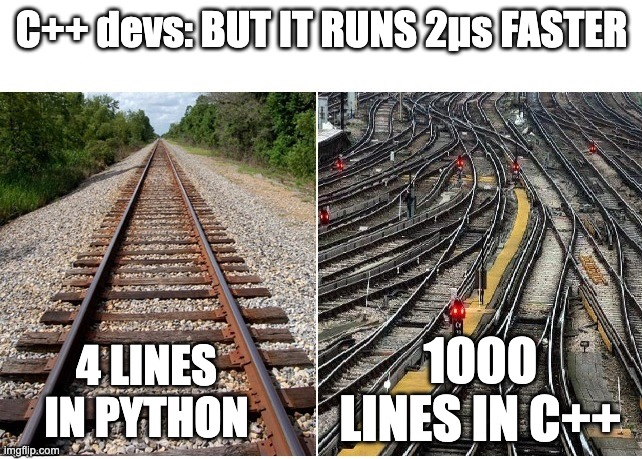 C++ devs: BUT IT RUNS 2µs FASTER
4 LINES
IN PYTHON
1000
LINES IN C++
imgflip.com